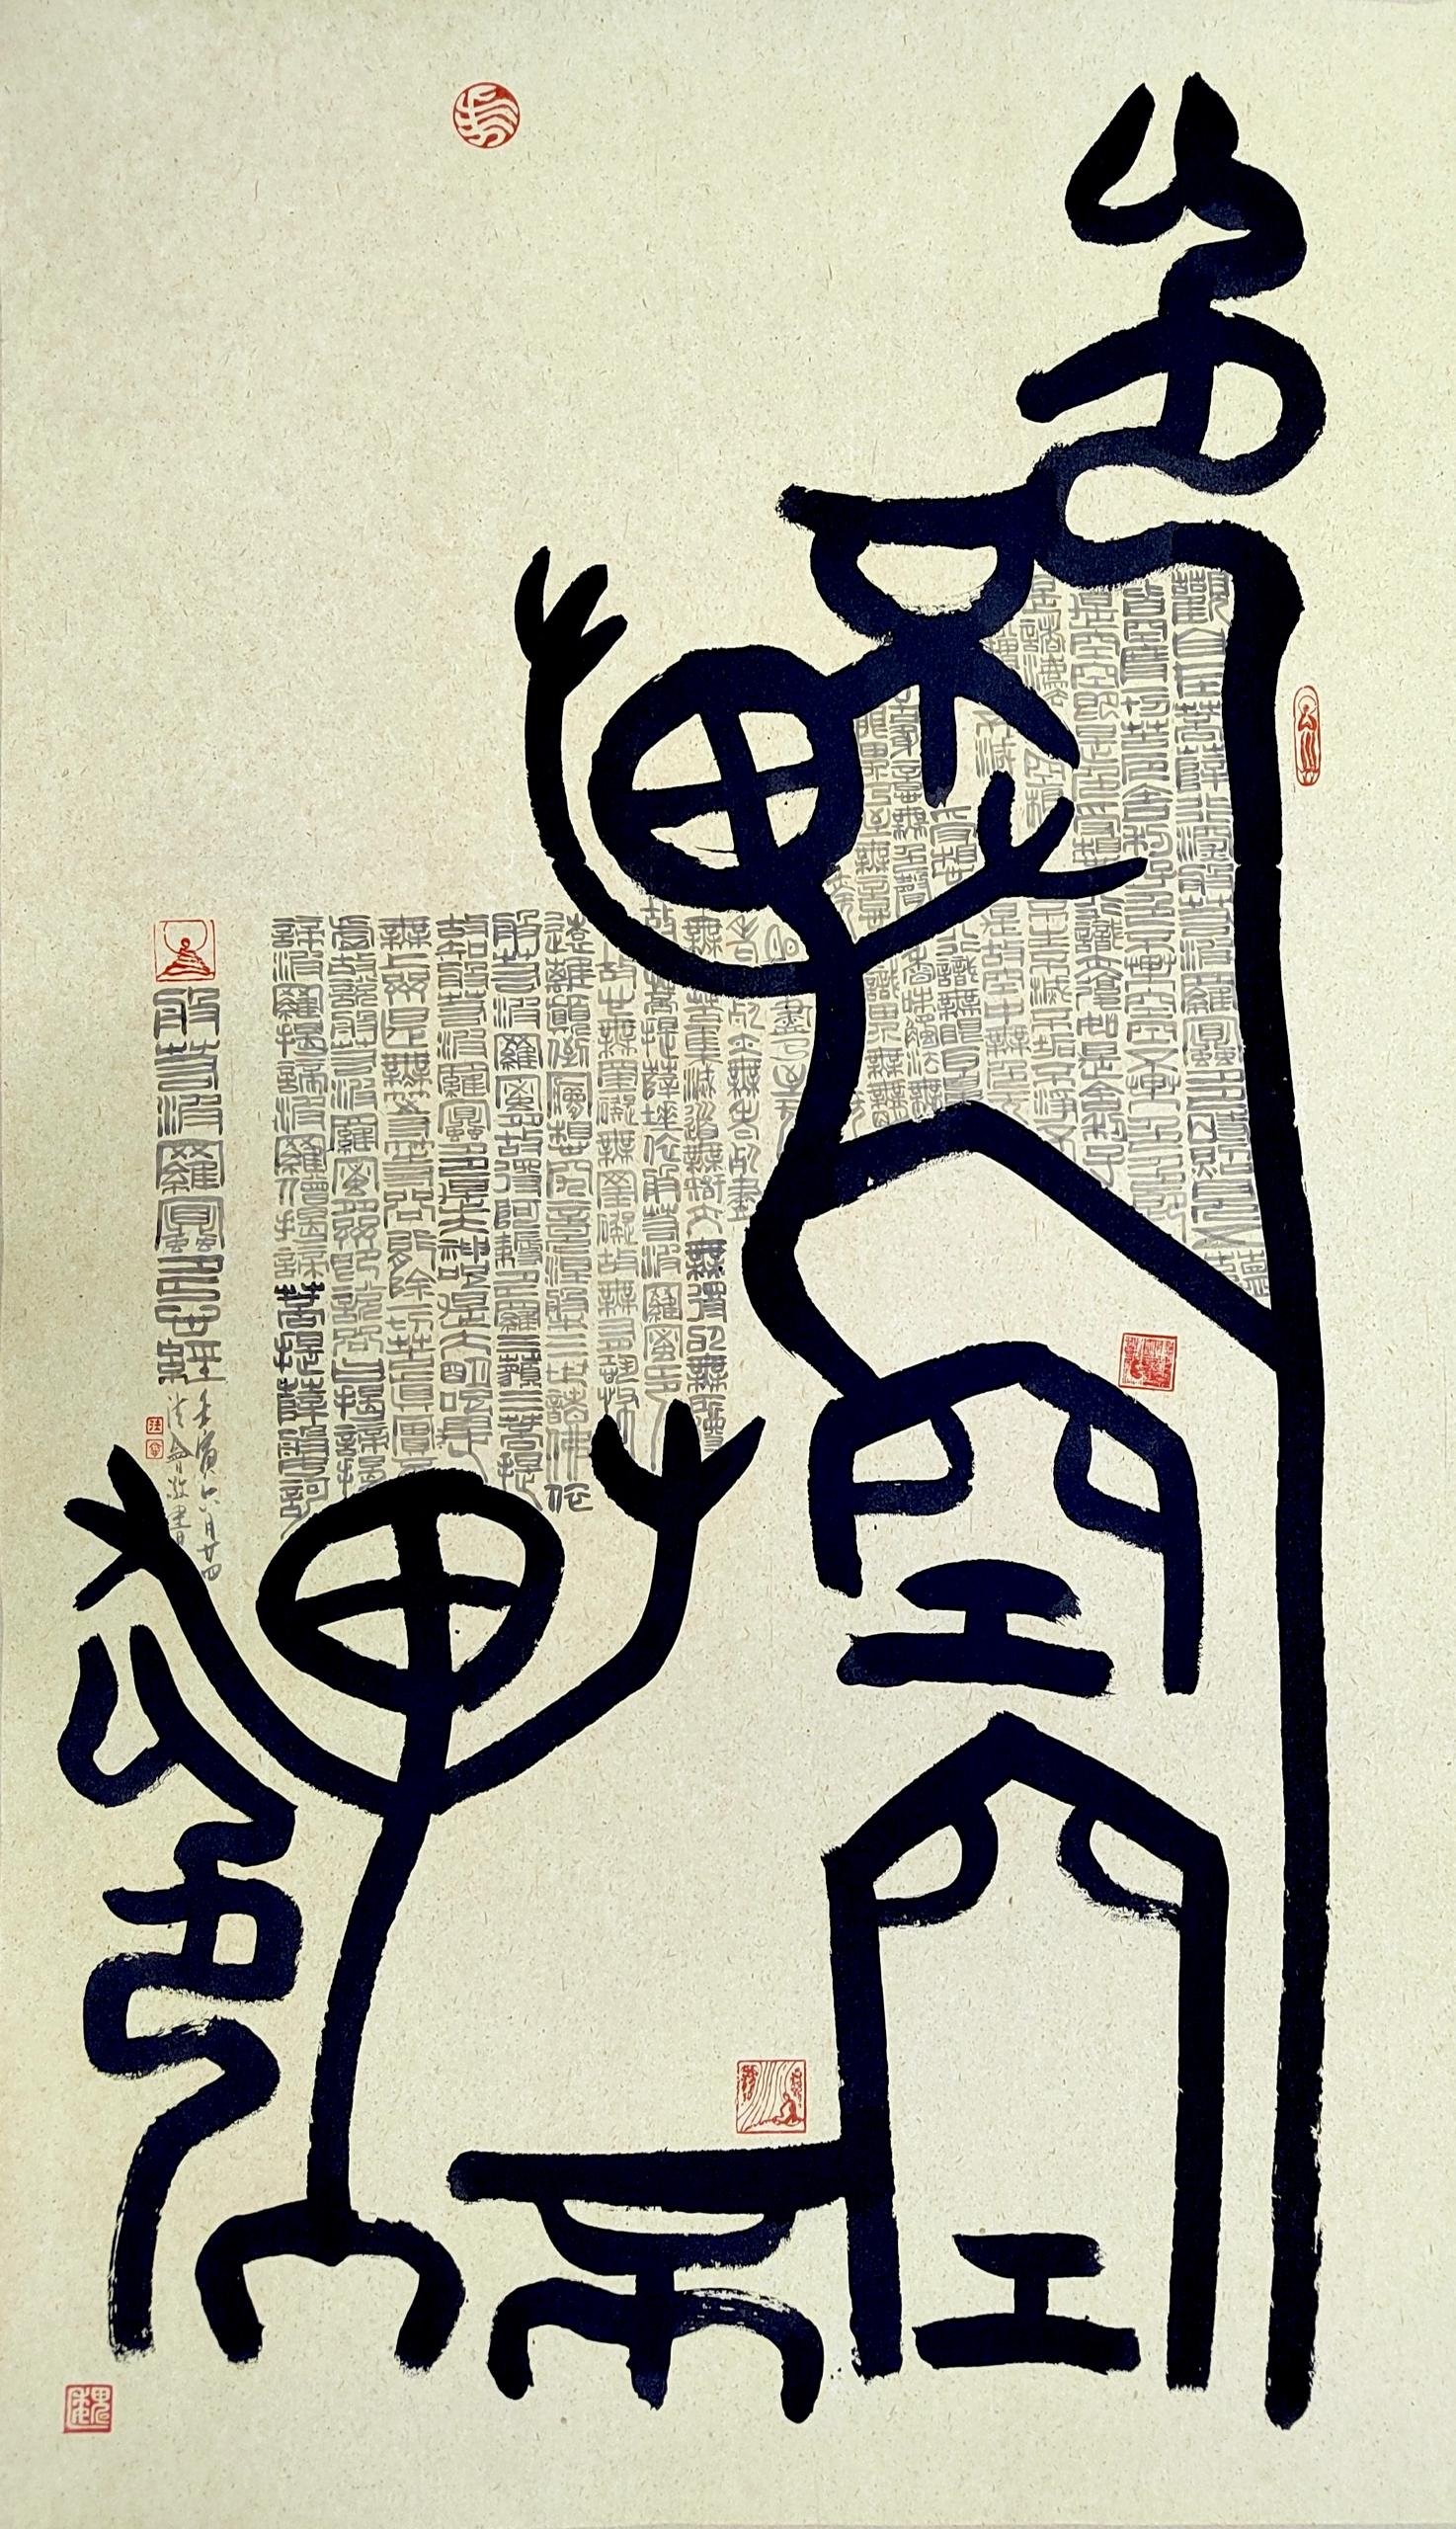 色不異空
空不異色
觀自在菩薩行深般若波羅蜜多時照見五蘊
皆空度一切苦厄舍利子色不異空空不異色色即
是空空即是色受想行識亦復如是舍利子
是諸法空相不生不滅不垢不淨不
增不減是故空中無色無
受想行識無眼耳鼻
舌身意無色聲香味觸法無
眼界乃至無意識界無無明
亦無無
明盡乃至無
老死亦無老死盡
無苦集滅道無智亦無得以無所得
故菩提薩埵依般若波羅蜜多
故心無罣礙無罣礙故無有恐怖
遠離顛倒夢想究竟涅槃三世諸佛依
般若波羅蜜多故得阿耨多羅三藐三菩提
故知般若波羅蜜多是大神咒是大明咒是
無上咒是無等等咒能除一切苦真實不
虛故說般若波羅蜜多咒即說咒曰揭諦揭
諦波羅揭諦波羅僧揭諦菩提薩婆訶
般若波羅蜜多心經
壬寅六月廿四
敬書
魏